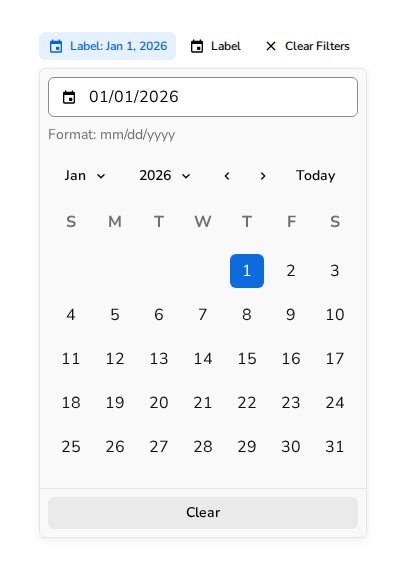 Label: Jan 1, 2026 Label Clear Filters
01/01/2026
Format: mm/dd/yyyy
Jan 2026 Today
S M T W T F S
1 2 3
4 5 6 7 8 9 10
11 12 13 14 15 16 17
18 19 20 21 22 23 24
25 26 27 28 29 30 31
Clear